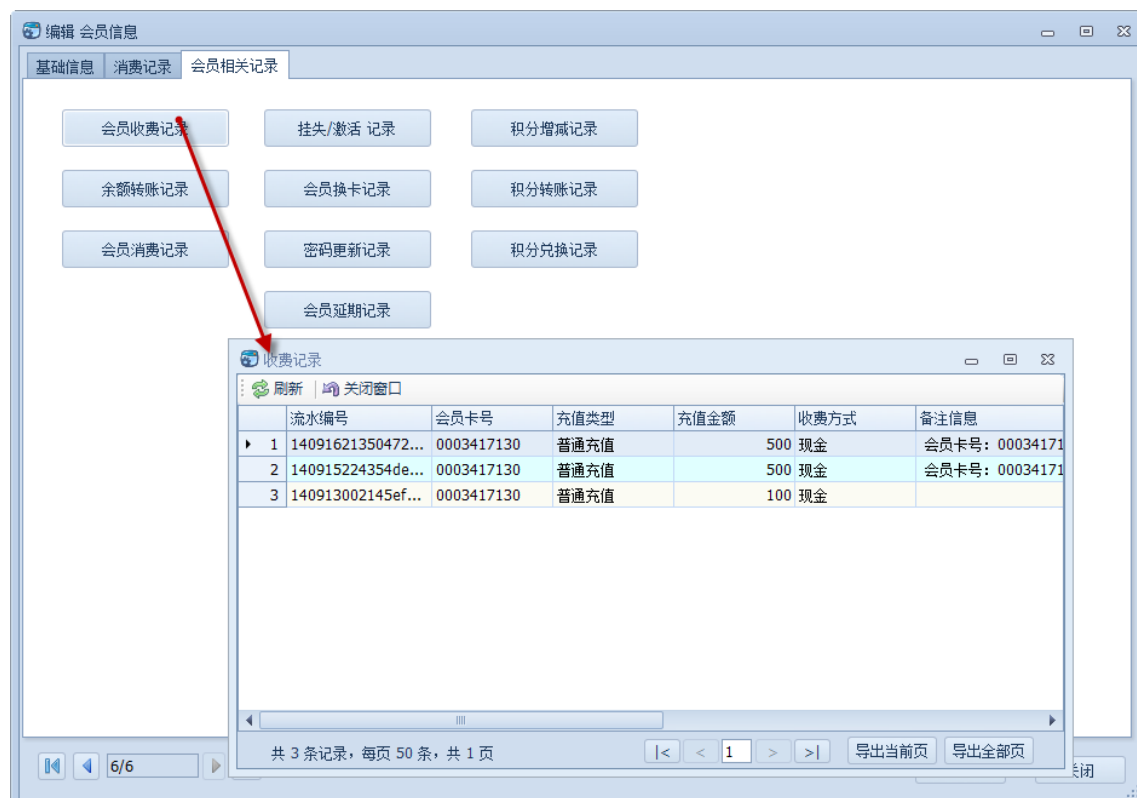 编辑 会员信息
基础信息 消费记录 会员相关记录
会员收费记录 挂失/激活 记录 积分增减记录
余额转账记录 会员换卡记录 积分转账记录
会员消费记录 密码更新记录 积分兑换记录
会员延期记录
收费记录
刷新 关闭窗口
流水编号 会员卡号 充值类型 充值金额 收费方式 备注信息
1 14091621350472... 0003417130 普通充值 500 现金 会员卡号：00034171
2 140915224354de... 0003417130 普通充值 500 现金 会员卡号：00034171
3 140913002145ef... 0003417130 普通充值 100 现金
共 3 条记录，每页 50 条，共 1 页 |< < 1 > >| 导出当前页 导出全部页
6/6 关闭